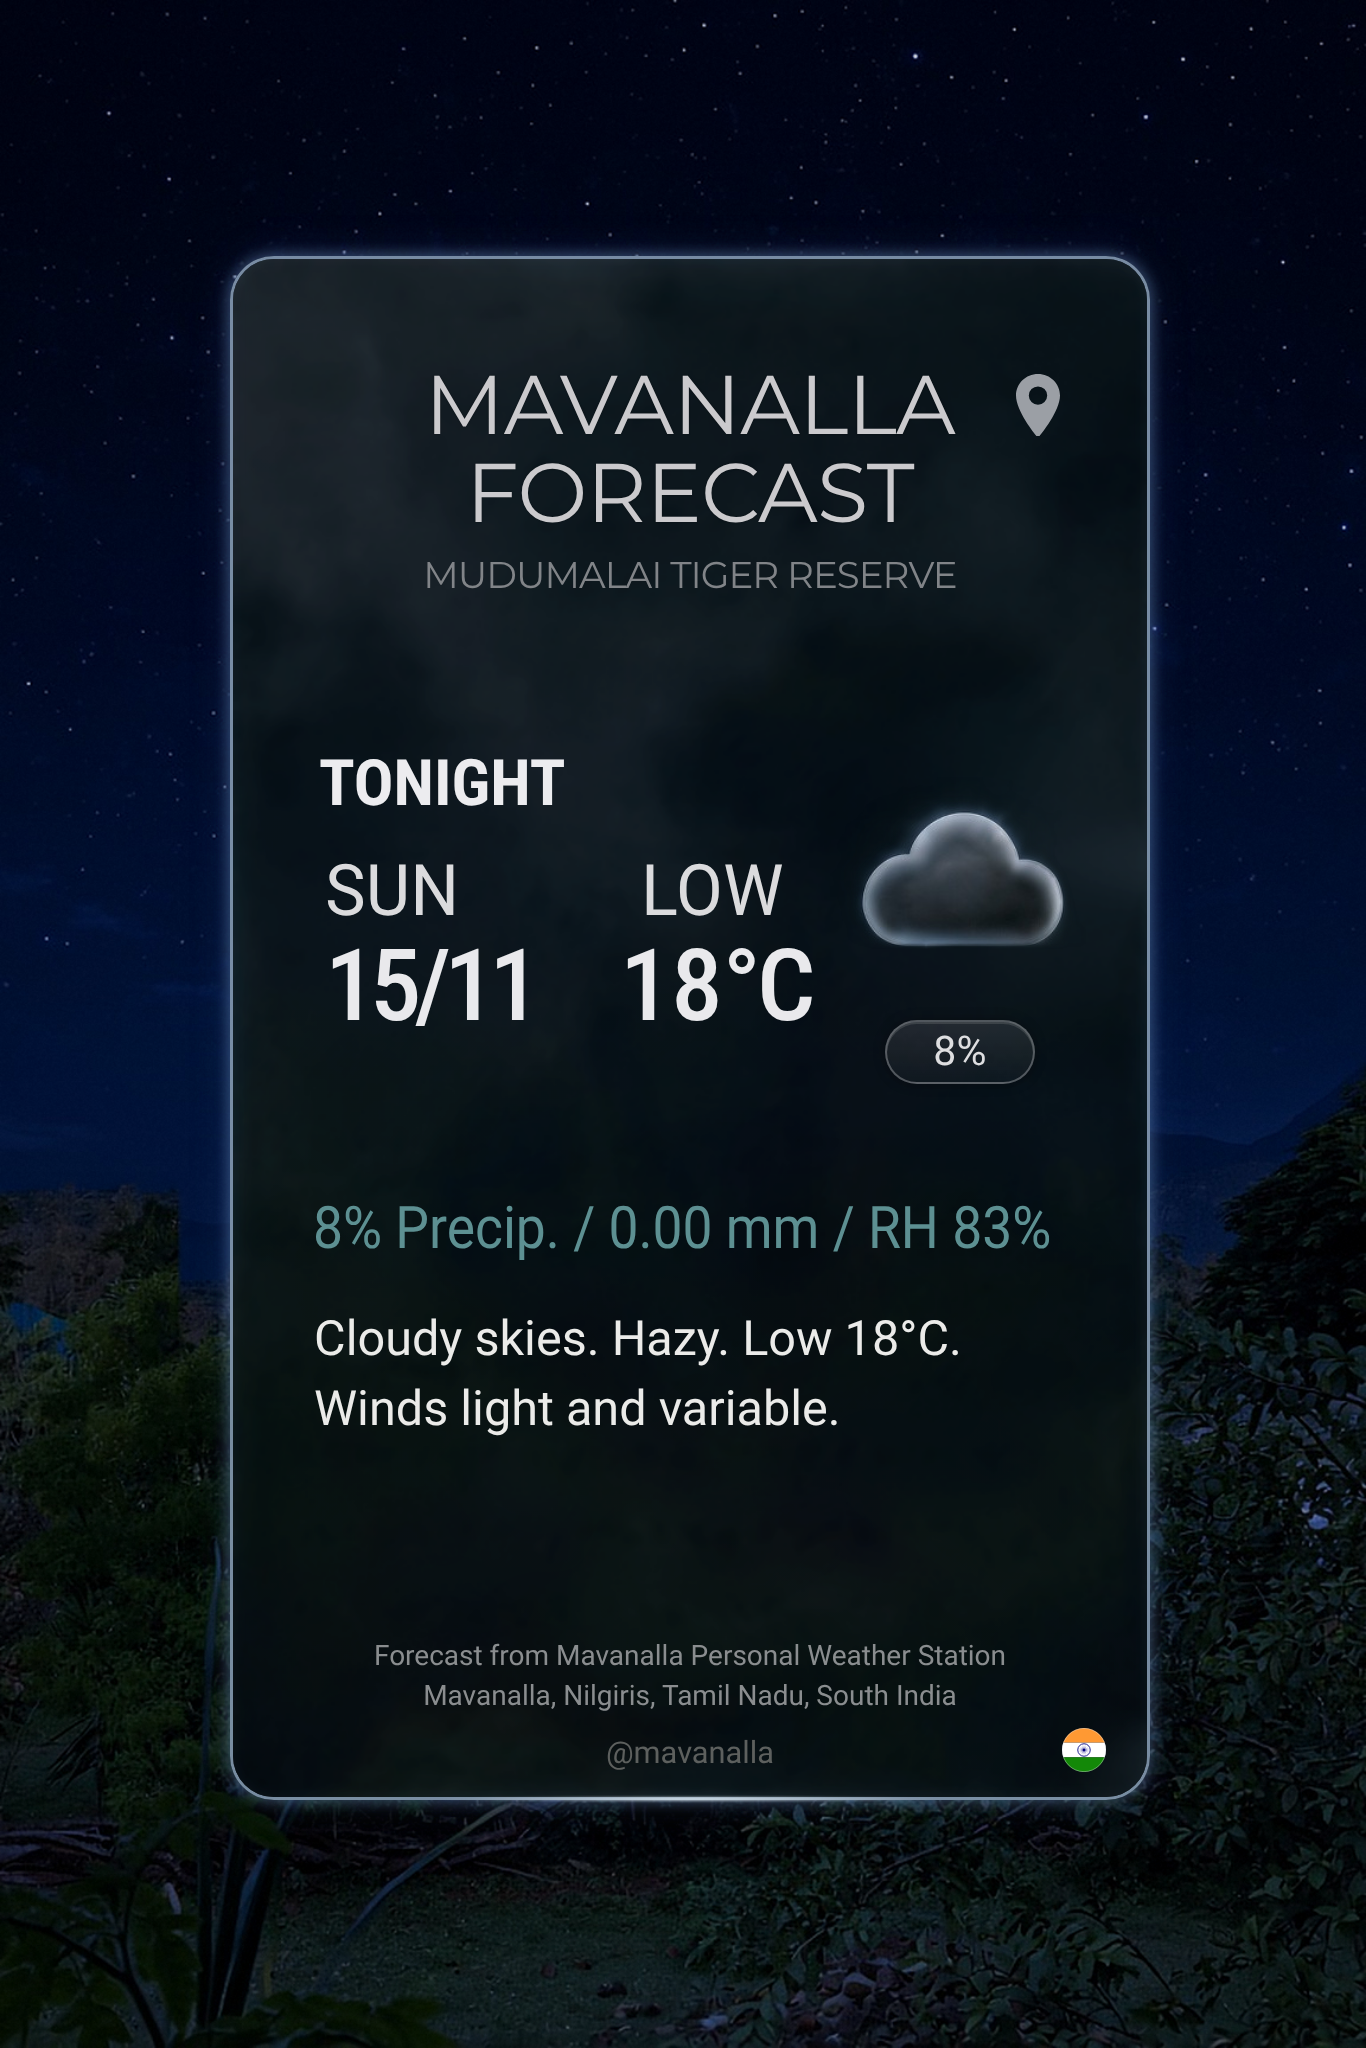 MAVANALLA
FORECAST
MUDUMALAI TIGER RESERVE
TONIGHT
SUN LOW
15/11 18°C
8%
8% Precip. / 0.00 mm / RH 83%
Cloudy skies. Hazy. Low 18°C.
Winds light and variable.
Forecast from Mavanalla Personal Weather Station
Mavanalla, Nilgiris, Tamil Nadu, South India
@mavanalla